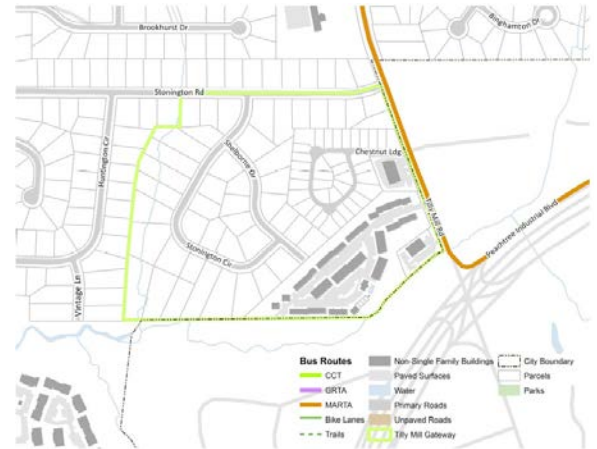 Brookhurst Dr
Binghamton Dr
Stonington Rd
Huntington Cir
Shelborne Dr
Chestnut Ldg
Tilly Mill Rd
Peachtree Industrial Blvd
Stonington Cir
Vintage Ln
Bus Routes
CCT
GRTA
MARTA
Bike Lanes
Trails
Non-Single Family Buildings
Paved Surfaces
Water
Primary Roads
Unpaved Roads
Tilly Mill Gateway
City Boundary
Parcels
Parks